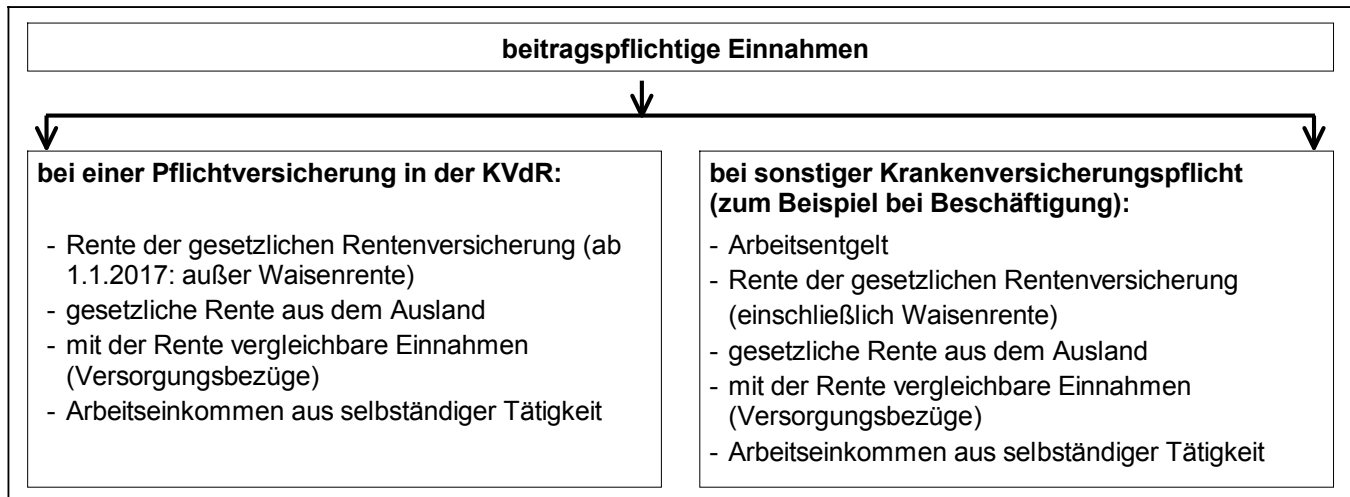 beitragspflichtige Einnahmen
bei einer Pflichtversicherung in der KVdR:
- Rente der gesetzlichen Rentenversicherung (ab
1.1.2017: außer Waisenrente)
- gesetzliche Rente aus dem Ausland
- mit der Rente vergleichbare Einnahmen
(Versorgungsbezüge)
- Arbeitseinkommen aus selbständiger Tätigkeit
bei sonstiger Krankenversicherungspflicht
(zum Beispiel bei Beschäftigung):
- Arbeitsentgelt
- Rente der gesetzlichen Rentenversicherung
(einschließlich Waisenrente)
- gesetzliche Rente aus dem Ausland
- mit der Rente vergleichbare Einnahmen
(Versorgungsbezüge)
- Arbeitseinkommen aus selbständiger Tätigkeit